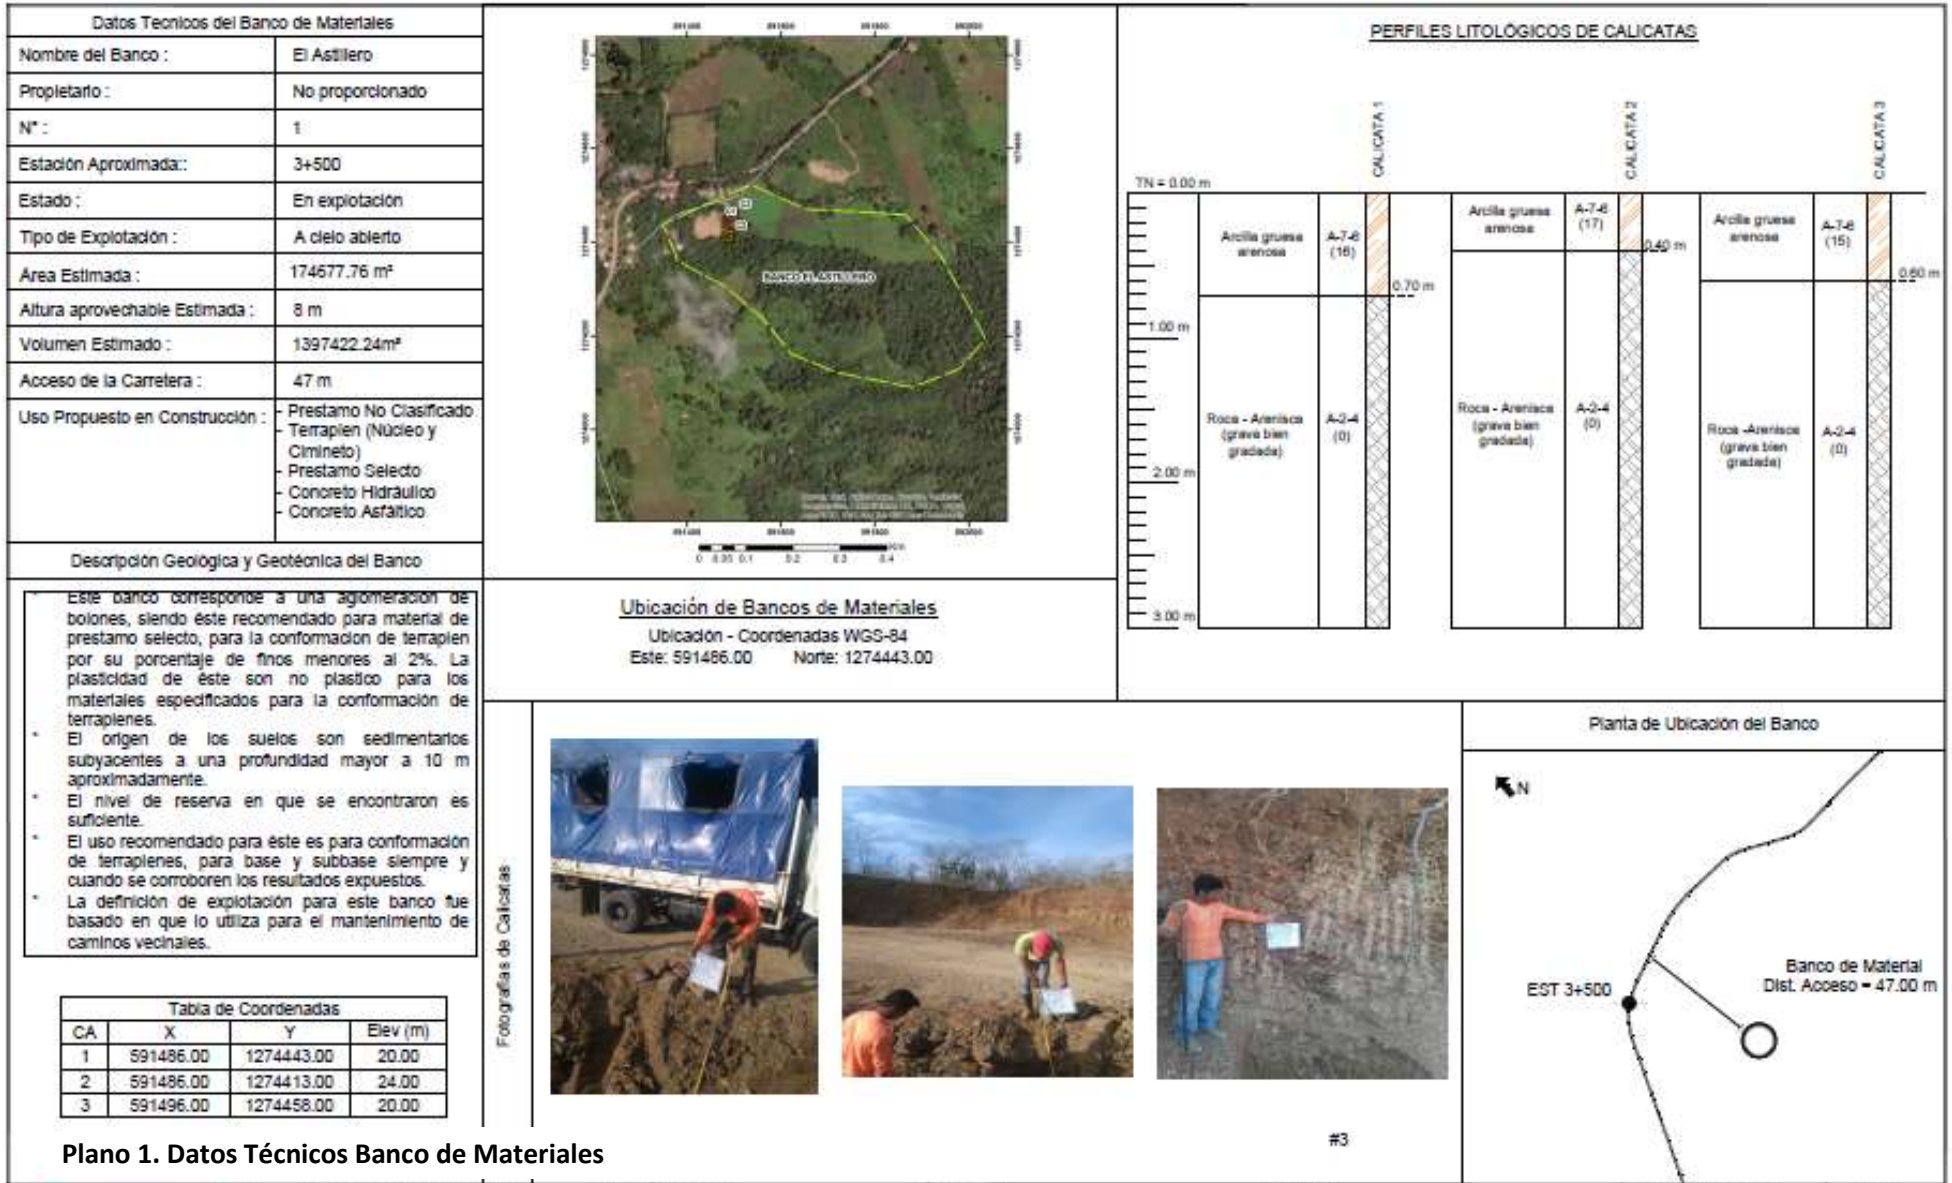 Datos Tecnicos del Banco de Materiales
Nombre del Banco : El Astillero
Propietario : No proporcionado
N° : 1
Estación Aproximada:: 3+500
Estado : En explotación
Tipo de Explotación : A cielo abierto
Area Estimada : 174677.76 m²
Altura aprovechable Estimada : 8 m
Volumen Estimado : 1397422.24m³
Acceso de la Carretera : 47 m
Uso Propuesto en Construcción :
- Prestamo No Clasificado
- Terraplen (Núcleo y
Cimineto)
- Prestamo Selecto
- Concreto Hidráulico
- Concreto Asfáltico
Descripción Geológica y Geotécnica del Banco
Este banco corresponde a una aglomeración de
bolones, siendo éste recomendado para material de
prestamo selecto, para la conformacion de terraplen
por su porcentaje de finos menores al 2%. La
plasticidad de éste son no plastico para los
materiales especificados para la conformación de
terraplenes.
* El origen de los suelos son sedimentarios
subyacentes a una profundidad mayor a 10 m
aproximadamente.
* El nivel de reserva en que se encontraron es
suficiente.
* El uso recomendado para éste es para conformación
de terraplenes, para base y subbase siempre y
cuando se corroboren los resultados expuestos.
* La definición de explotación para este banco fue
basado en que lo utiliza para el mantenimiento de
caminos vecinales.
Tabla de Coordenadas
CA X Y Elev (m)
1 591486.00 1274443.00 20.00
2 591486.00 1274413.00 24.00
3 591496.00 1274458.00 20.00
Plano 1. Datos Técnicos Banco de Materiales
BANCO EL ASTILLERO
0 0.05 0.1 0.2 0.3 0.4
Ubicación de Bancos de Materiales
Ubicación - Coordenadas WGS-84
Este: 591486.00 Norte: 1274443.00
Fotografías de Calicatas
#3
PERFILES LITOLÓGICOS DE CALICATAS
CALICATA 1
CALICATA 2
CALICATA 3
TN = 0.00 m
1.00 m
2.00 m
3.00 m
Arcilla gruesa
arenosa
A-7-6
(16)
0.70 m
Roca - Arenisca
(grava bien
gradada)
A-2-4
(0)
Arcilla gruesa
arenosa
A-7-6
(17)
0.40 m
Roca - Arenisca
(grava bien
gradada)
A-2-4
(0)
Arcilla gruesa
arenosa
A-7-6
(15)
0.60 m
Roca -Arenisca
(grava bien
gradada)
A-2-4
(0)
Planta de Ubicación del Banco
N
EST 3+500
Banco de Material
Dist. Acceso = 47.00 m